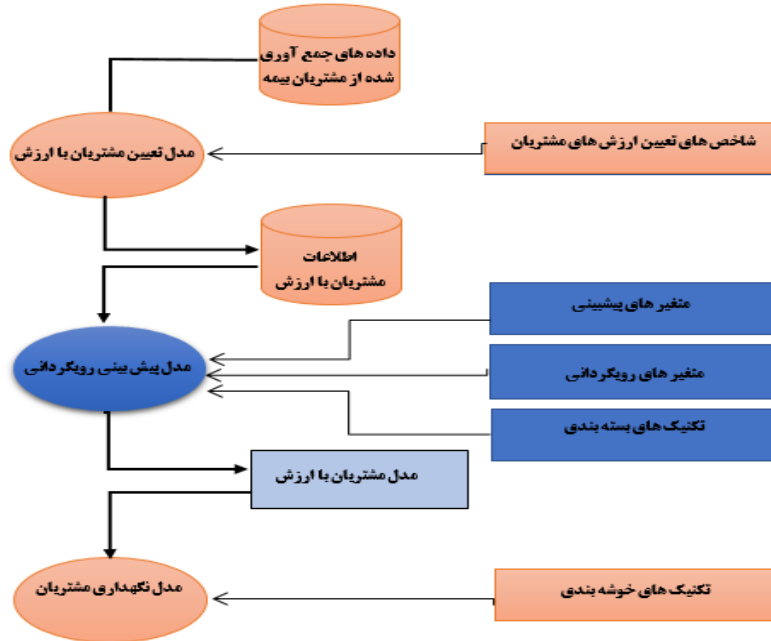 داده های جمع آوری
شده از مشتریان بیمه
مدل تعیین مشتریان با ارزش
شاخص های تعیین ارزش های مشتریان
اطلاعات
مشتریان با ارزش
متغیر های پیشبینی
مدل پیش بینی رویگردانی
متغیر های رویگردانی
تکنیک های بسته بندی
مدل مشتریان با ارزش
مدل نگهداری مشتریان
تکنیک های خوشه بندی